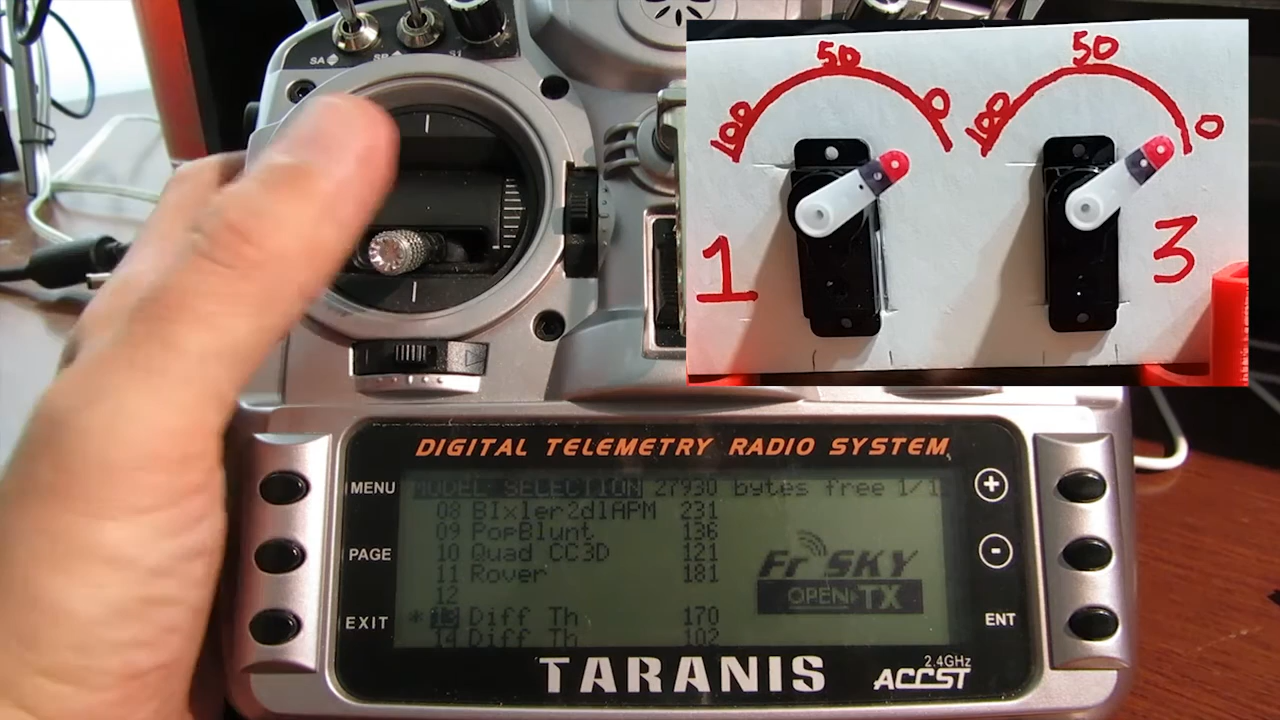 SA
S1
50
50
100
0
100
0
1
3
DIGITAL TELEMETRY RADIO SYSTEM
MENU
PAGE
EXIT
MODEL SELECTION 27930 bytes free 1/1
08 BIxler2dlAPM 231
09 PopBlunt 136
10 Quad CC3D 121
11 Rover 181
12
* 13 Diff Th 170
14 Diff Th 102
FrSKY
OPEN TX
+
-
ENT
TARANIS
2.4GHz
ACCST